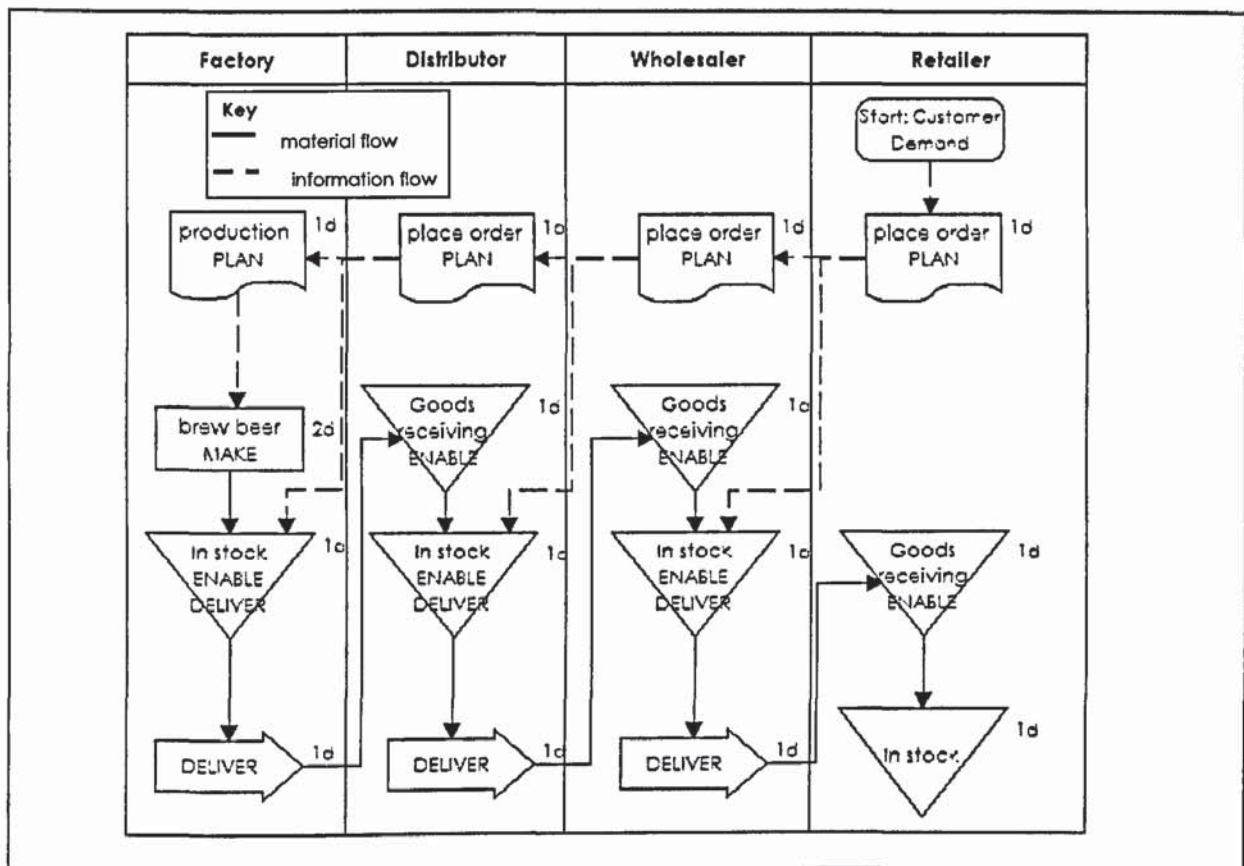 Factory
Distributor
Wholesaler
Retailer
Key
material flow
information flow
Start: Customer
Demand
production
PLAN
1d
place order
PLAN
1d
place order
PLAN
1d
place order
PLAN
1d
brew beer
MAKE
2d
Goods
receiving
ENABLE
1d
Goods
receiving
ENABLE
1d
In stock
ENABLE
DELIVER
1d
In stock
ENABLE
DELIVER
1d
In stock
ENABLE
DELIVER
1d
Goods
receiving
ENABLE
1d
DELIVER
1d
DELIVER
1d
DELIVER
1d
In stock
1d